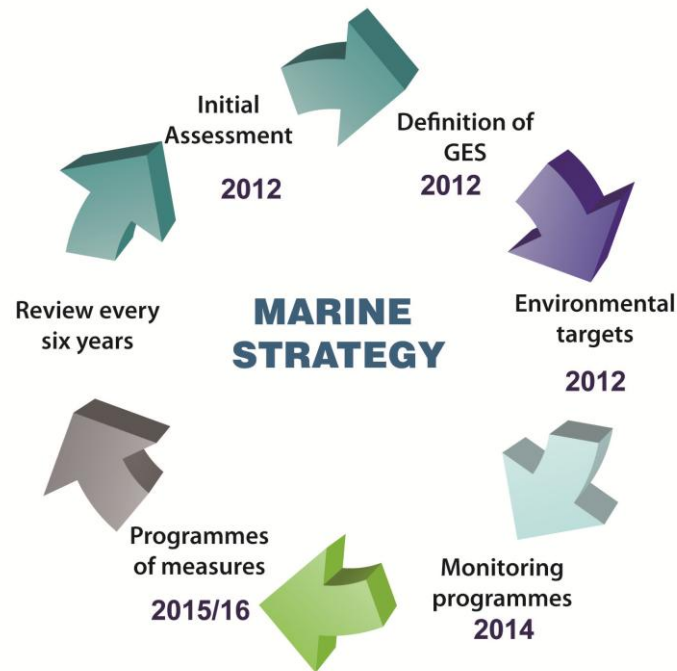 Initial
Assessment
2012
Definition of
GES
2012
Environmental
targets
2012
Monitoring
programmes
2014
Programmes
of measures
2015/16
Review every
six years
MARINE
STRATEGY